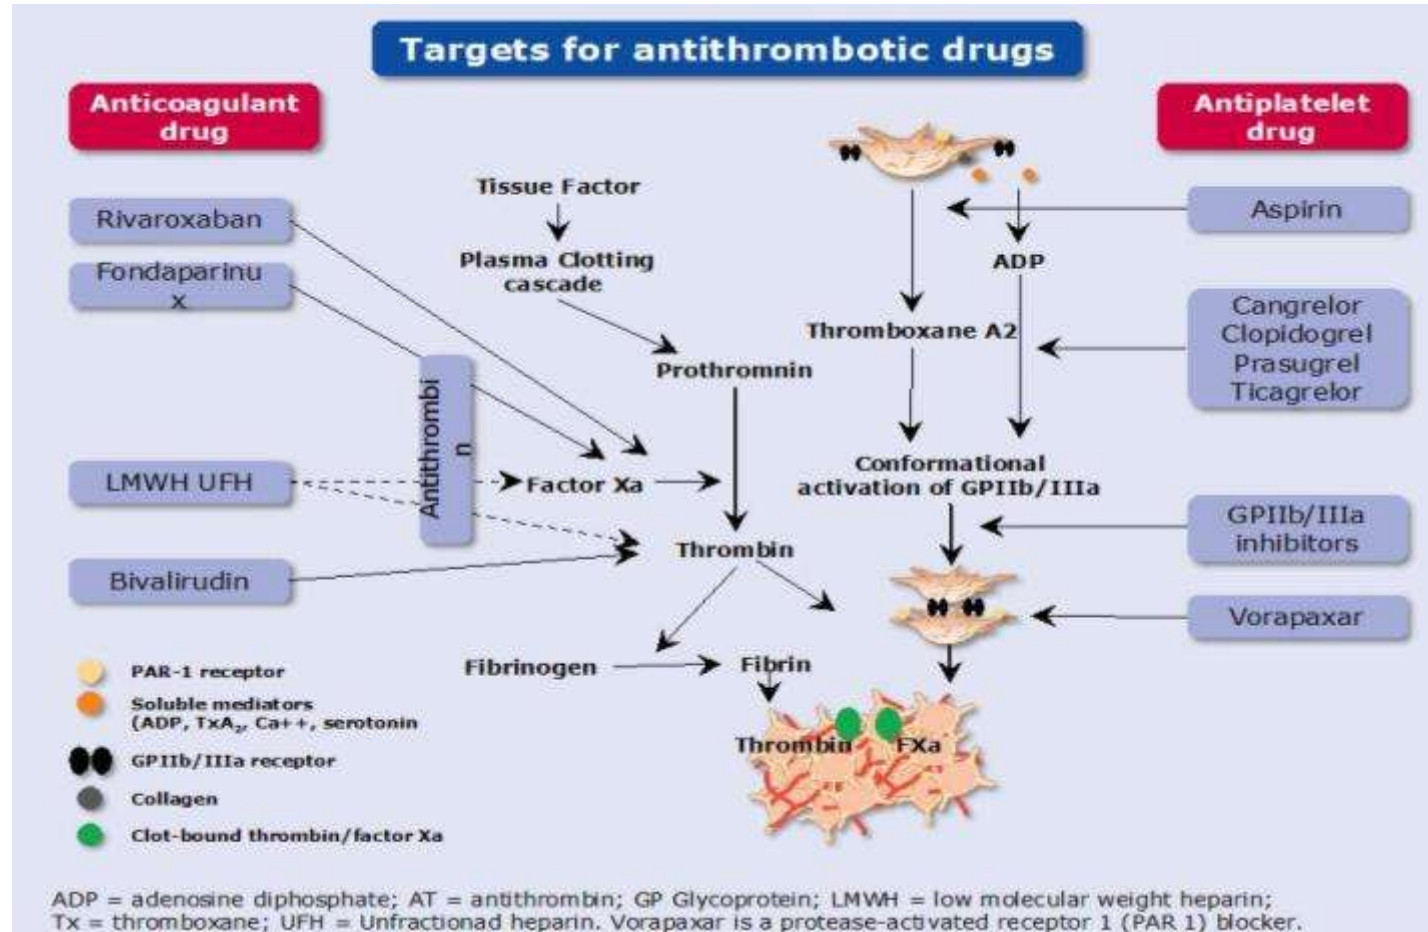 Targets for antithrombotic drugs
Anticoagulant
drug
Antiplatelet
drug
Rivaroxaban
Fondaparinu
x
Antithrombi
n
LMWH UFH
Bivalirudin
Tissue Factor
Plasma Clotting
cascade
Prothromnin
Factor Xa
Thrombin
Fibrinogen
Fibrin
ADP
Thromboxane A2
Conformational
activation of GPIIb/IIIa
Thrombin
FXa
Aspirin
Cangrelor
Clopidogrel
Prasugrel
Ticagrelor
GPIIb/IIIa
inhibitors
Vorapaxar
PAR-1 receptor
Soluble mediators
(ADP, TxA₂, Ca++, serotonin
GPIIb/IIIa receptor
Collagen
Clot-bound thrombin/factor Xa
ADP = adenosine diphosphate; AT = antithrombin; GP Glycoprotein; LMWH = low molecular weight heparin;
Tx = thromboxane; UFH = Unfractionad heparin. Vorapaxar is a protease-activated receptor 1 (PAR 1) blocker.